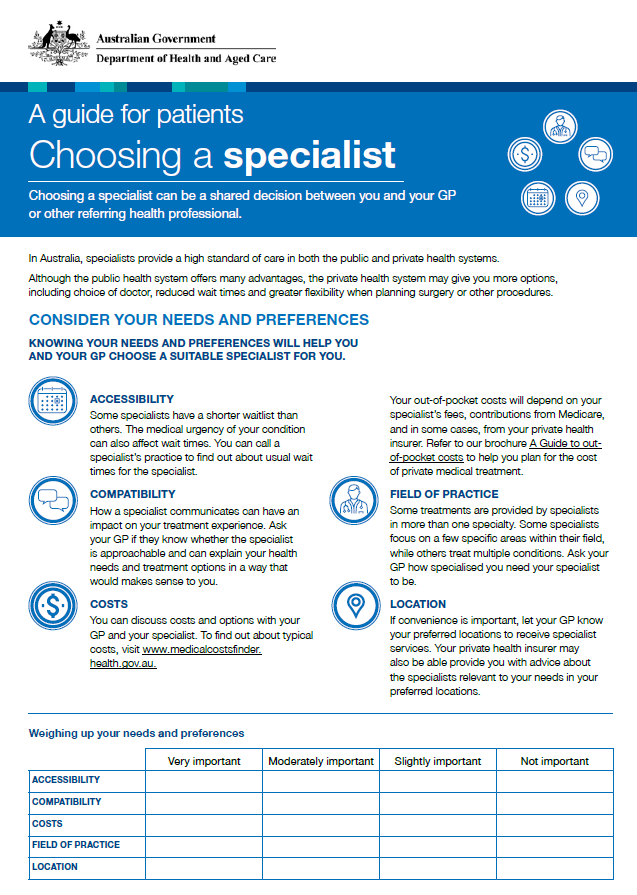 Australian Government
Department of Health and Aged Care
A guide for patients
Choosing a specialist
Choosing a specialist can be a shared decision between you and your GP
or other referring health professional.
In Australia, specialists provide a high standard of care in both the public and private health systems.
Although the public health system offers many advantages, the private health system may give you more options,
including choice of doctor, reduced wait times and greater flexibility when planning surgery or other procedures.
CONSIDER YOUR NEEDS AND PREFERENCES
KNOWING YOUR NEEDS AND PREFERENCES WILL HELP YOU
AND YOUR GP CHOOSE A SUITABLE SPECIALIST FOR YOU.
ACCESSIBILITY
Some specialists have a shorter waitlist than
others. The medical urgency of your condition
can also affect wait times. You can call a
specialist's practice to find out about usual wait
times for the specialist.
COMPATIBILITY
How a specialist communicates can have an
impact on your treatment experience. Ask
your GP if they know whether the specialist
is approachable and can explain your health
needs and treatment options in a way that
would makes sense to you.
COSTS
You can discuss costs and options with your
GP and your specialist. To find out about typical
costs, visit www.medicalcostsfinder.
health.gov.au.
Your out-of-pocket costs will depend on your
specialist's fees, contributions from Medicare,
and in some cases, from your private health
insurer. Refer to our brochure A Guide to out-
of-pocket costs to help you plan for the cost
of private medical treatment.
FIELD OF PRACTICE
Some treatments are provided by specialists
in more than one specialty. Some specialists
focus on a few specific areas within their field,
while others treat multiple conditions. Ask your
GP how specialised you need your specialist
to be.
LOCATION
If convenience is important, let your GP know
your preferred locations to receive specialist
services. Your private health insurer may
also be able provide you with advice about
the specialists relevant to your needs in your
preferred locations.
Weighing up your needs and preferences
Very important Moderately important Slightly important Not important
ACCESSIBILITY
COMPATIBILITY
COSTS
FIELD OF PRACTICE
LOCATION